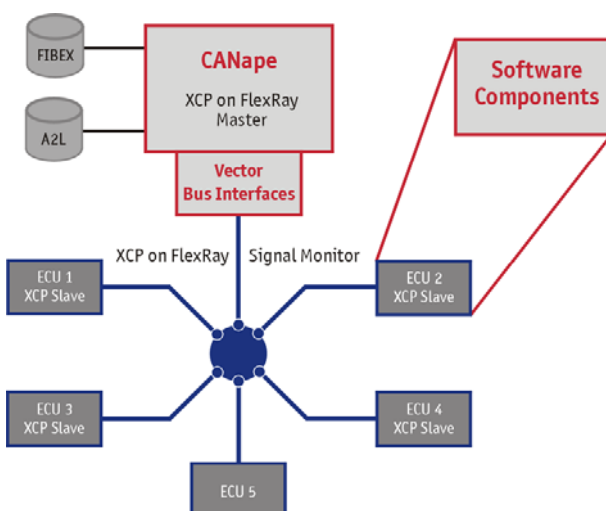 FIBEX
CANape
XCP on FlexRay
Master
A2L
Software
Components
Vector
Bus Interfaces
XCP on FlexRay
Signal Monitor
ECU 1
XCP Slave
ECU 2
XCP Slave
ECU 3
XCP Slave
ECU 4
XCP Slave
ECU 5